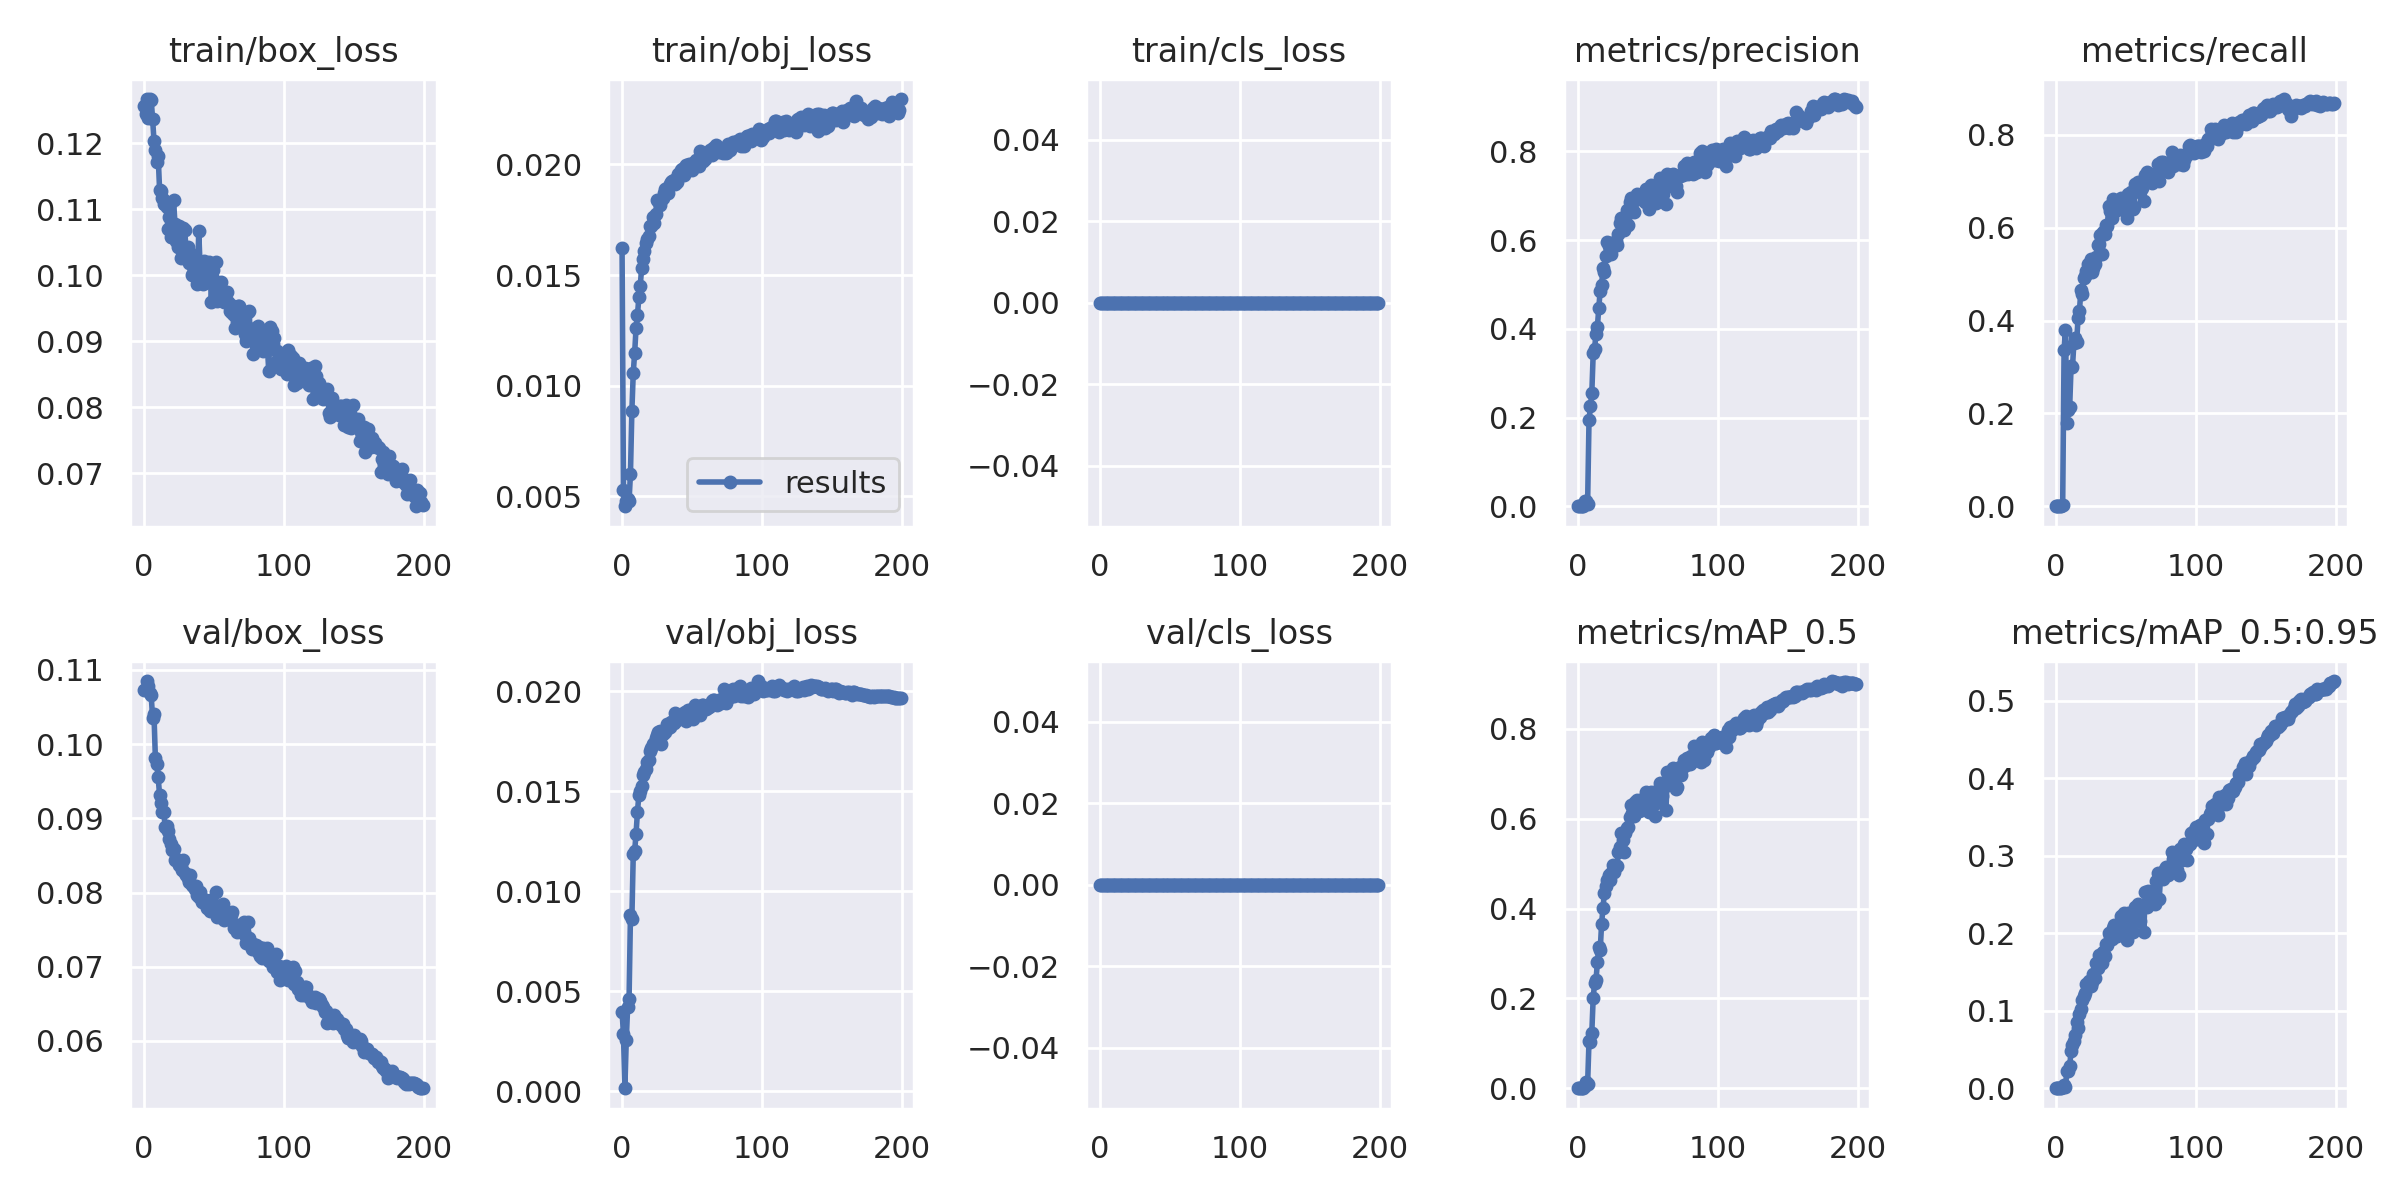 train/box_loss
0.12
0.11
0.10
0.09
0.08
0.07
0 100 200
train/obj_loss
0.020
0.015
0.010
0.005
results
0 100 200
train/cls_loss
0.04
0.02
0.00
−0.02
−0.04
0 100 200
metrics/precision
0.8
0.6
0.4
0.2
0.0
0 100 200
metrics/recall
0.8
0.6
0.4
0.2
0.0
0 100 200
val/box_loss
0.11
0.10
0.09
0.08
0.07
0.06
0 100 200
val/obj_loss
0.020
0.015
0.010
0.005
0.000
0 100 200
val/cls_loss
0.04
0.02
0.00
−0.02
−0.04
0 100 200
metrics/mAP_0.5
0.8
0.6
0.4
0.2
0.0
0 100 200
metrics/mAP_0.5:0.95
0.5
0.4
0.3
0.2
0.1
0.0
0 100 200